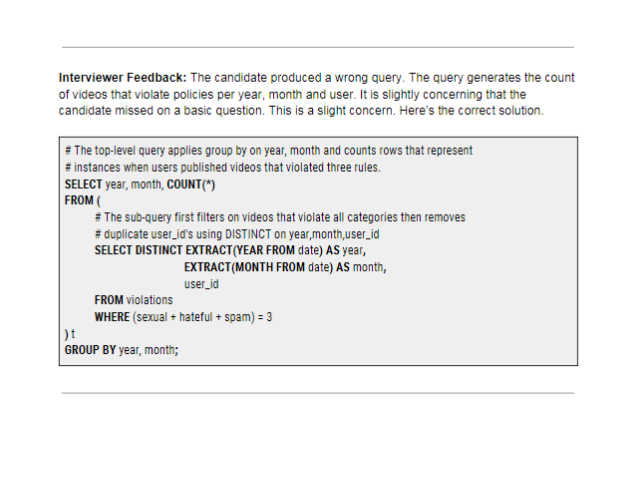 Interviewer Feedback: The candidate produced a wrong query. The query generates the count
of videos that violate policies per year, month and user. It is slightly concerning that the
candidate missed on a basic question. This is a slight concern. Here's the correct solution.
# The top-level query applies group by on year, month and counts rows that represent
# instances when users published videos that violated three rules.
SELECT year, month, COUNT(*)
FROM (
# The sub-query first filters on videos that violate all categories then removes
# duplicate user_id's using DISTINCT on year,month,user_id
SELECT DISTINCT EXTRACT(YEAR FROM date) AS year,
EXTRACT(MONTH FROM date) AS month,
user_id
FROM violations
WHERE (sexual + hateful + spam) = 3
) t
GROUP BY year, month;